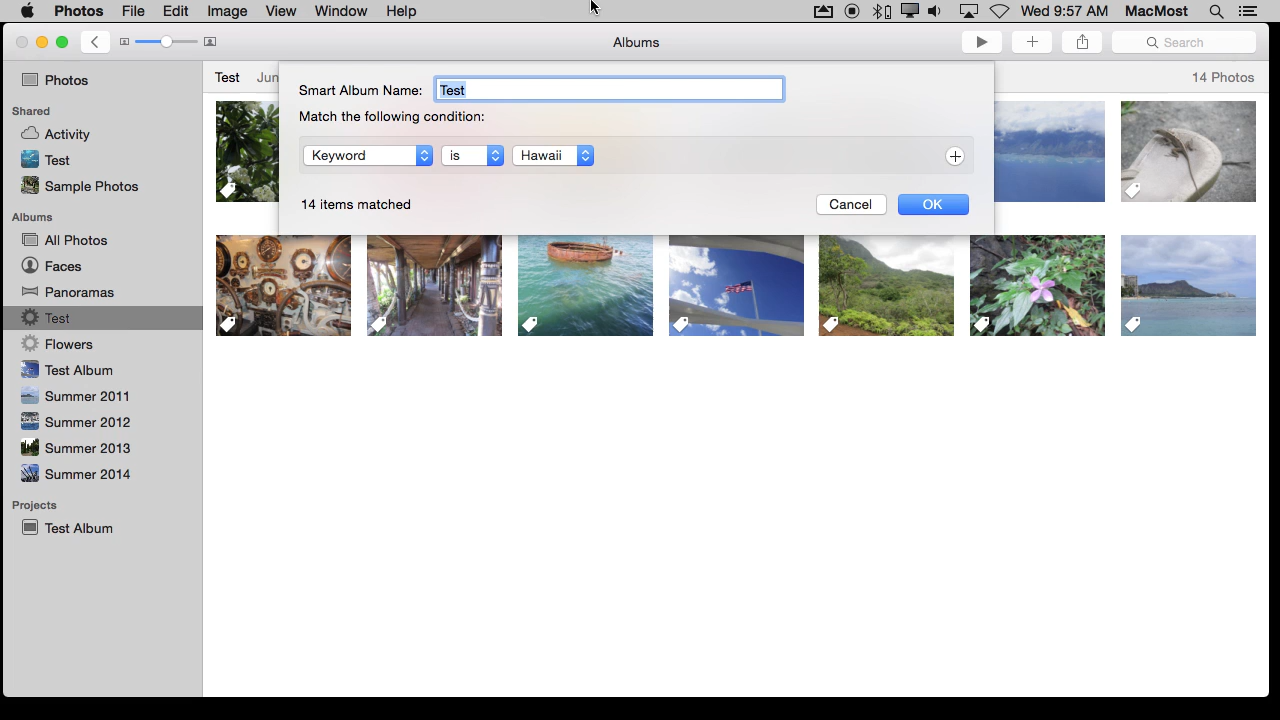 Photos File Edit Image View Window Help Wed 9:57 AM MacMost
Albums
Search
Photos
Shared
Activity
Test
Sample Photos
Albums
All Photos
Faces
Panoramas
Test
Flowers
Test Album
Summer 2011
Summer 2012
Summer 2013
Summer 2014
Projects
Test Album
Test Jun
14 Photos
Smart Album Name: Test
Match the following condition:
Keyword is Hawaii
14 items matched
Cancel OK